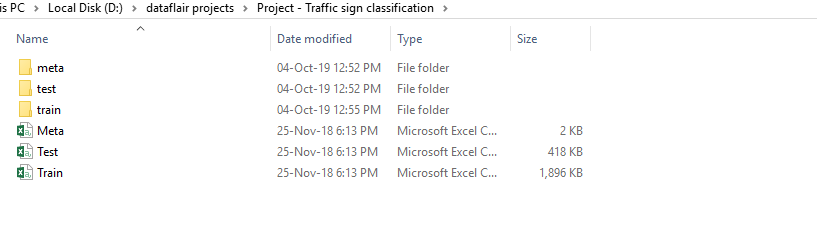 is PC > Local Disk (D:) > dataflair projects > Project - Traffic sign classification >
Name Date modified Type Size
meta 04-Oct-19 12:52 PM File folder
test 04-Oct-19 12:52 PM File folder
train 04-Oct-19 12:55 PM File folder
Meta 25-Nov-18 6:13 PM Microsoft Excel C... 2 KB
Test 25-Nov-18 6:13 PM Microsoft Excel C... 418 KB
Train 25-Nov-18 6:13 PM Microsoft Excel C... 1,896 KB